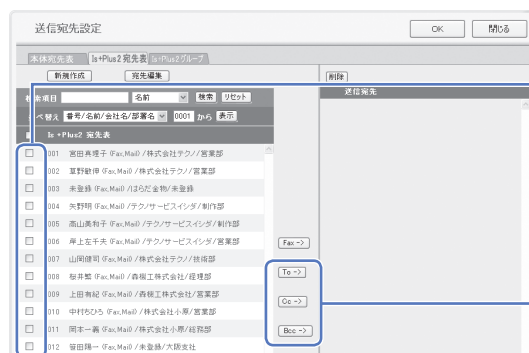 送信宛先設定
OK 閉じる
本体宛先表 Is+Plus2 宛先表 Is+Plus2グループ
新規作成 宛先編集 削除
索項目 名前 検索 リセット 送信宛先
べ替え 番号/名前/会社名/部署名 0001 から 表示
Is +Plus2 宛先表
001 宮田真理子 (Fax,Mail) /株式会社テクノ/営業部
002 草野敏伸 (Fax,Mail) /株式会社テクノ/営業部
003 未登録 (Fax,Mail) /はらだ金物/未登録
004 矢野明 (Fax,Mail) /テクノサービスイシダ/制作部
005 高山美和子 (Fax,Mail) /テクノサービスイシダ/制作部
006 岸上左千夫 (Fax,Mail) /テクノサービスイシダ/営業部
Fax ->
007 山岡健司 (Fax,Mail) /株式会社テクノ/技術部
008 桜井藍 (Fax,Mail) /森機工株式会社/経理部
To ->
009 上田有紀 (Fax,Mail) /森機工株式会社/営業部
010 中村ちひろ (Fax,Mail) /株式会社小原/営業部
Cc ->
011 岡本一義 (Fax,Mail) /株式会社小原/総務部
Bcc ->
012 笹田陽一 (Fax,Mail) /未登録/大阪支社